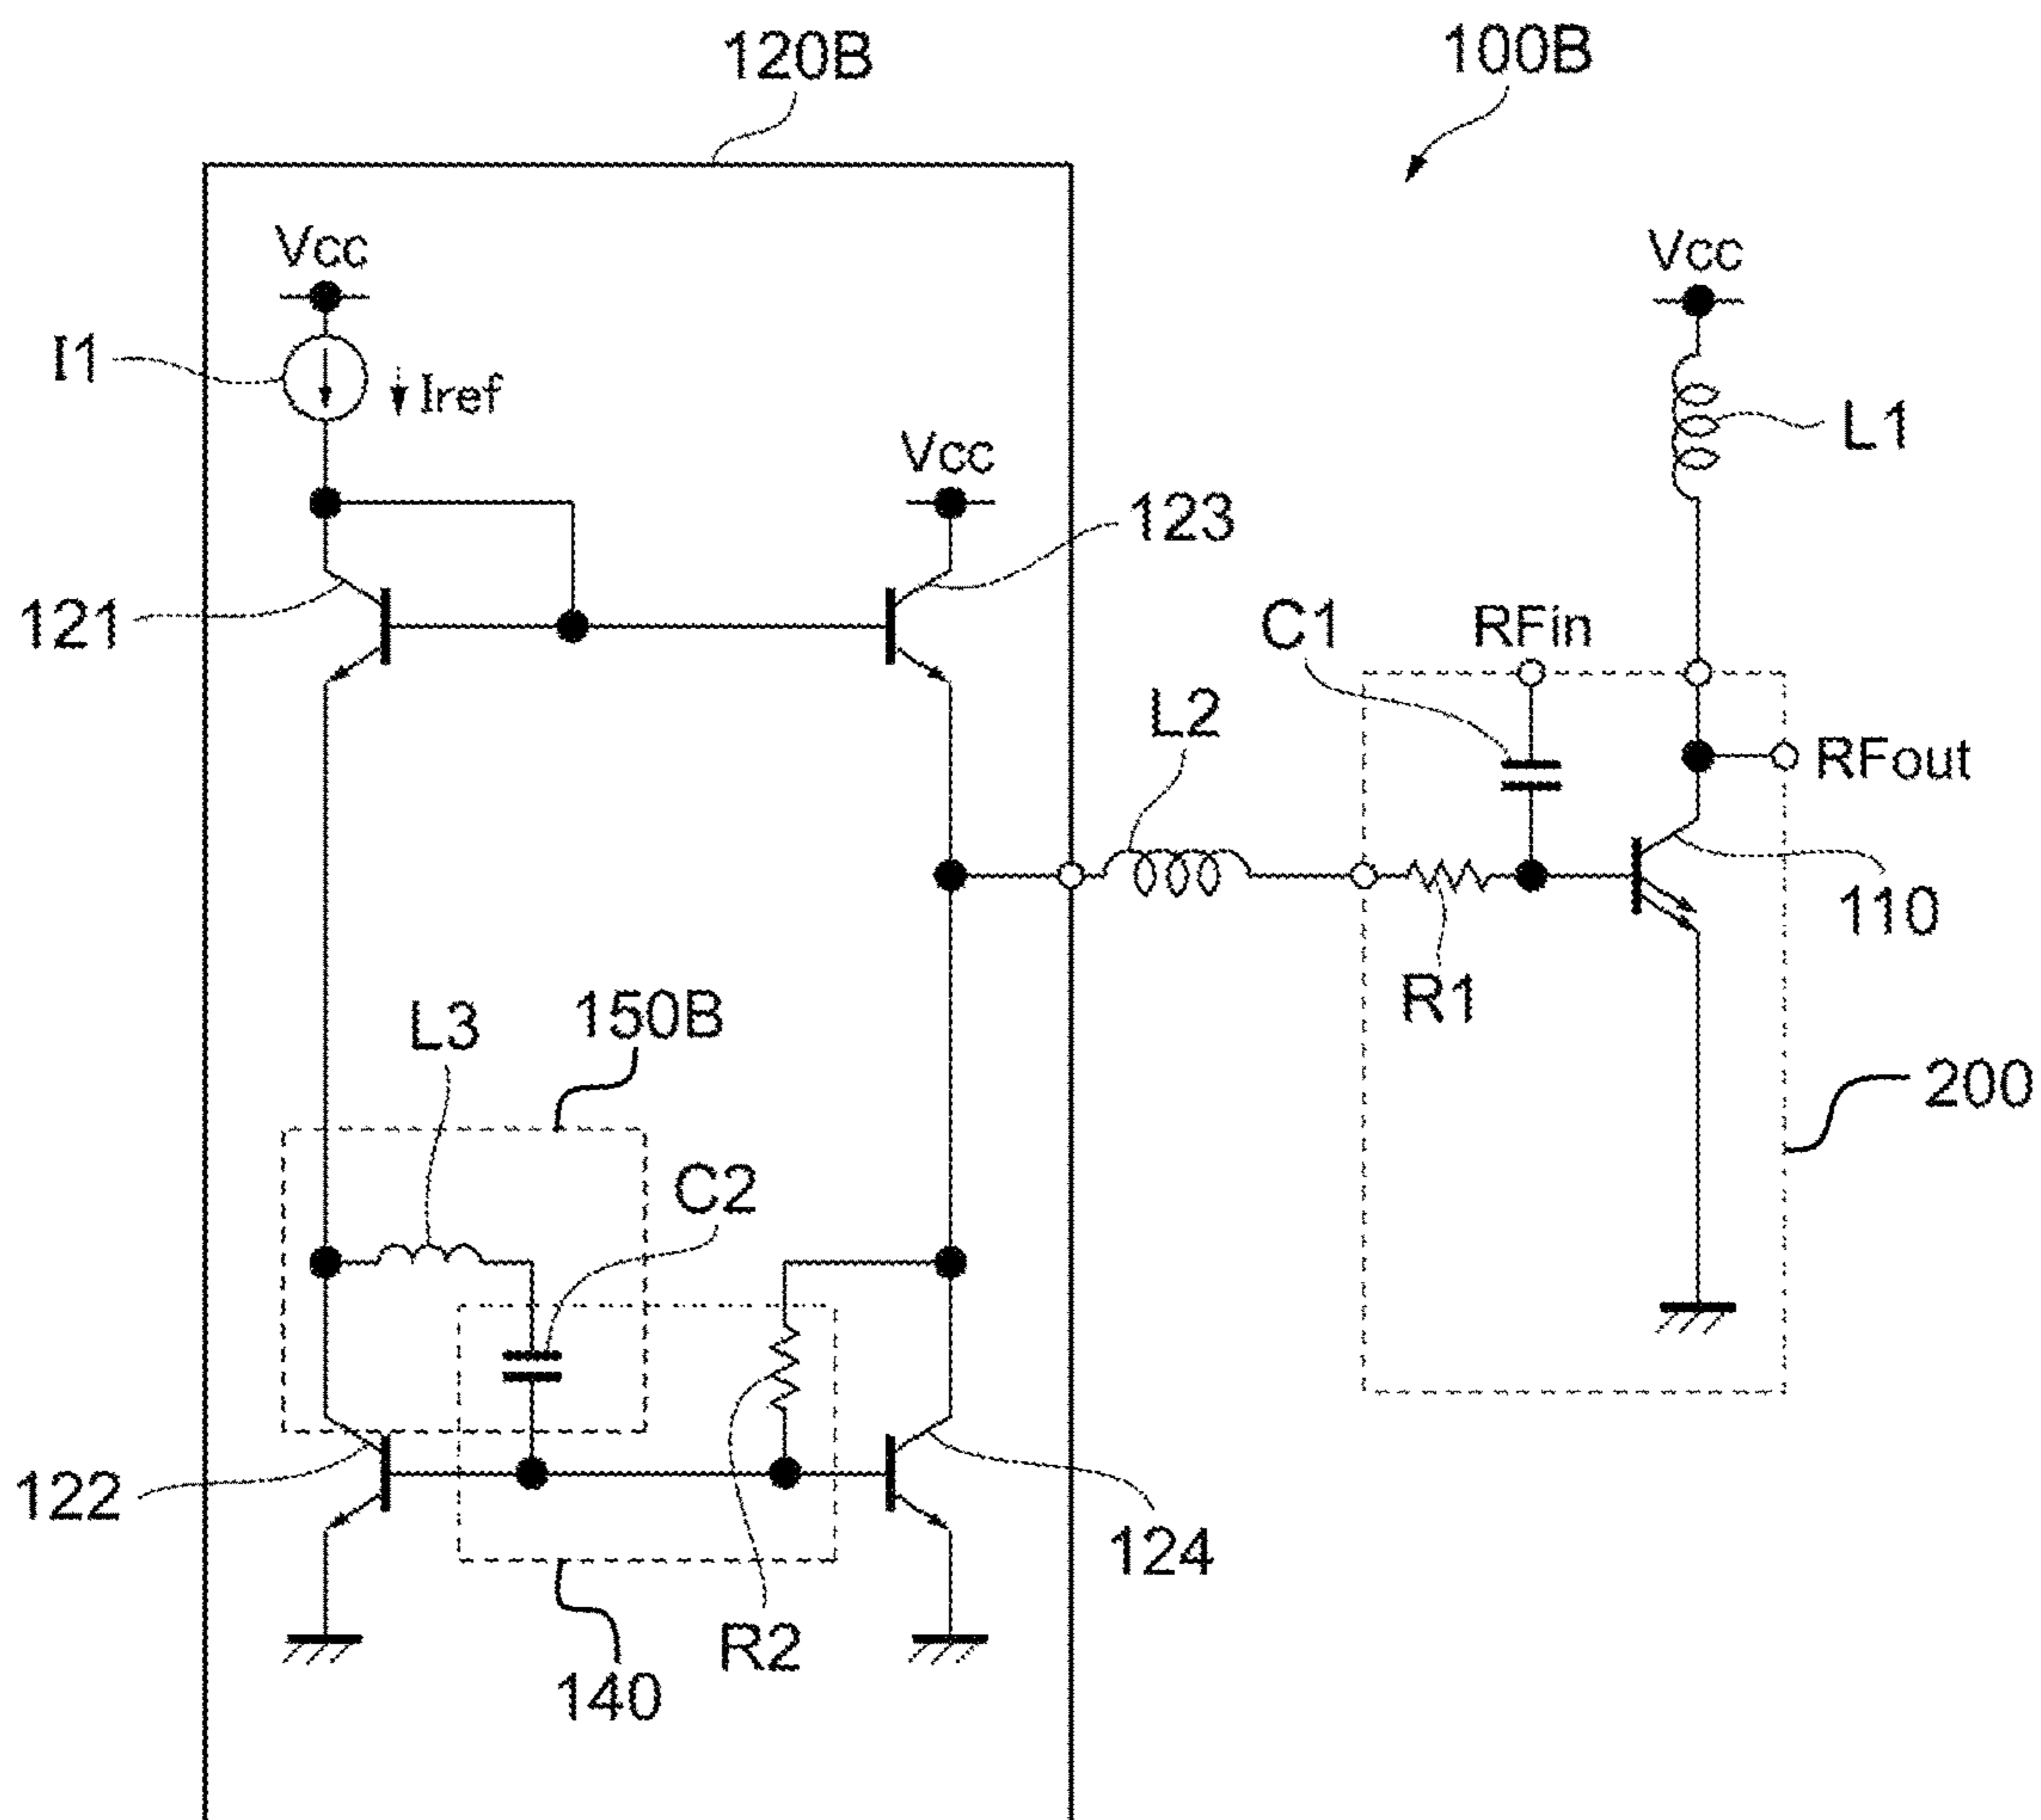 120B
100B
Vcc
Vcc
I1
Iref
L1
Vcc
123
121
C1
RFin
L2
RFout
110
R1
L3
150B
200
C2
122
124
R2
140